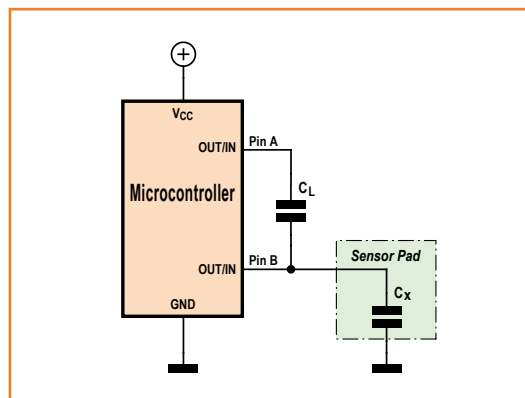 VCC
OUT/IN Pin A
Microcontroller
CL
OUT/IN Pin B
Sensor Pad
CX
GND